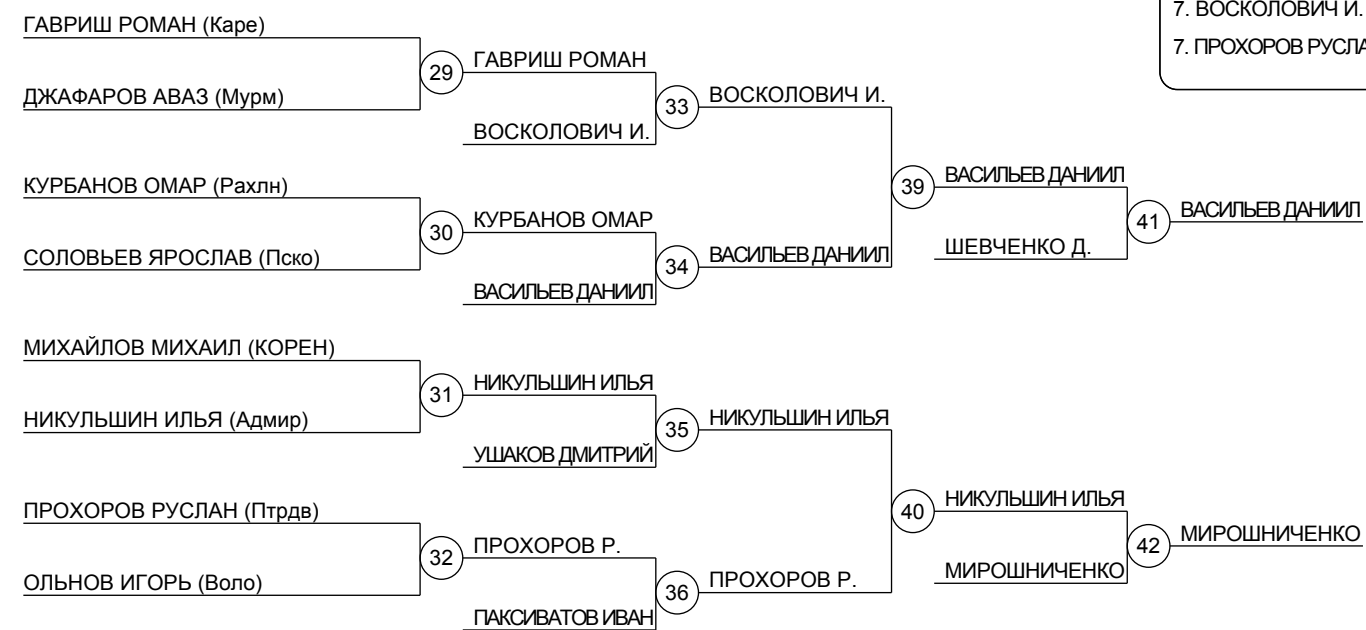 7. ВОСКОЛОВИЧ И.
7. ПРОХОРОВ РУСЛА
ГАВРИШ РОМАН (Каре)
29
ГАВРИШ РОМАН
ДЖАФАРОВ АВАЗ (Мурм)
33
ВОСКОЛОВИЧ И.
ВОСКОЛОВИЧ И.
КУРБАНОВ ОМАР (Рахлн)
39
ВАСИЛЬЕВ ДАНИИЛ
30
КУРБАНОВ ОМАР
41
ВАСИЛЬЕВ ДАНИИЛ
СОЛОВЬЕВ ЯРОСЛАВ (Пско)
34
ВАСИЛЬЕВ ДАНИИЛ
ШЕВЧЕНКО Д.
ВАСИЛЬЕВ ДАНИИЛ
МИХАЙЛОВ МИХАИЛ (КОРЕН)
31
НИКУЛЬШИН ИЛЬЯ
НИКУЛЬШИН ИЛЬЯ (Адмир)
35
НИКУЛЬШИН ИЛЬЯ
УШАКОВ ДМИТРИЙ
ПРОХОРОВ РУСЛАН (Птрдв)
40
НИКУЛЬШИН ИЛЬЯ
32
ПРОХОРОВ Р.
42
МИРОШНИЧЕНКО
ОЛЬНОВ ИГОРЬ (Воло)
36
ПРОХОРОВ Р.
МИРОШНИЧЕНКО
ПАКСИВАТОВ ИВАН